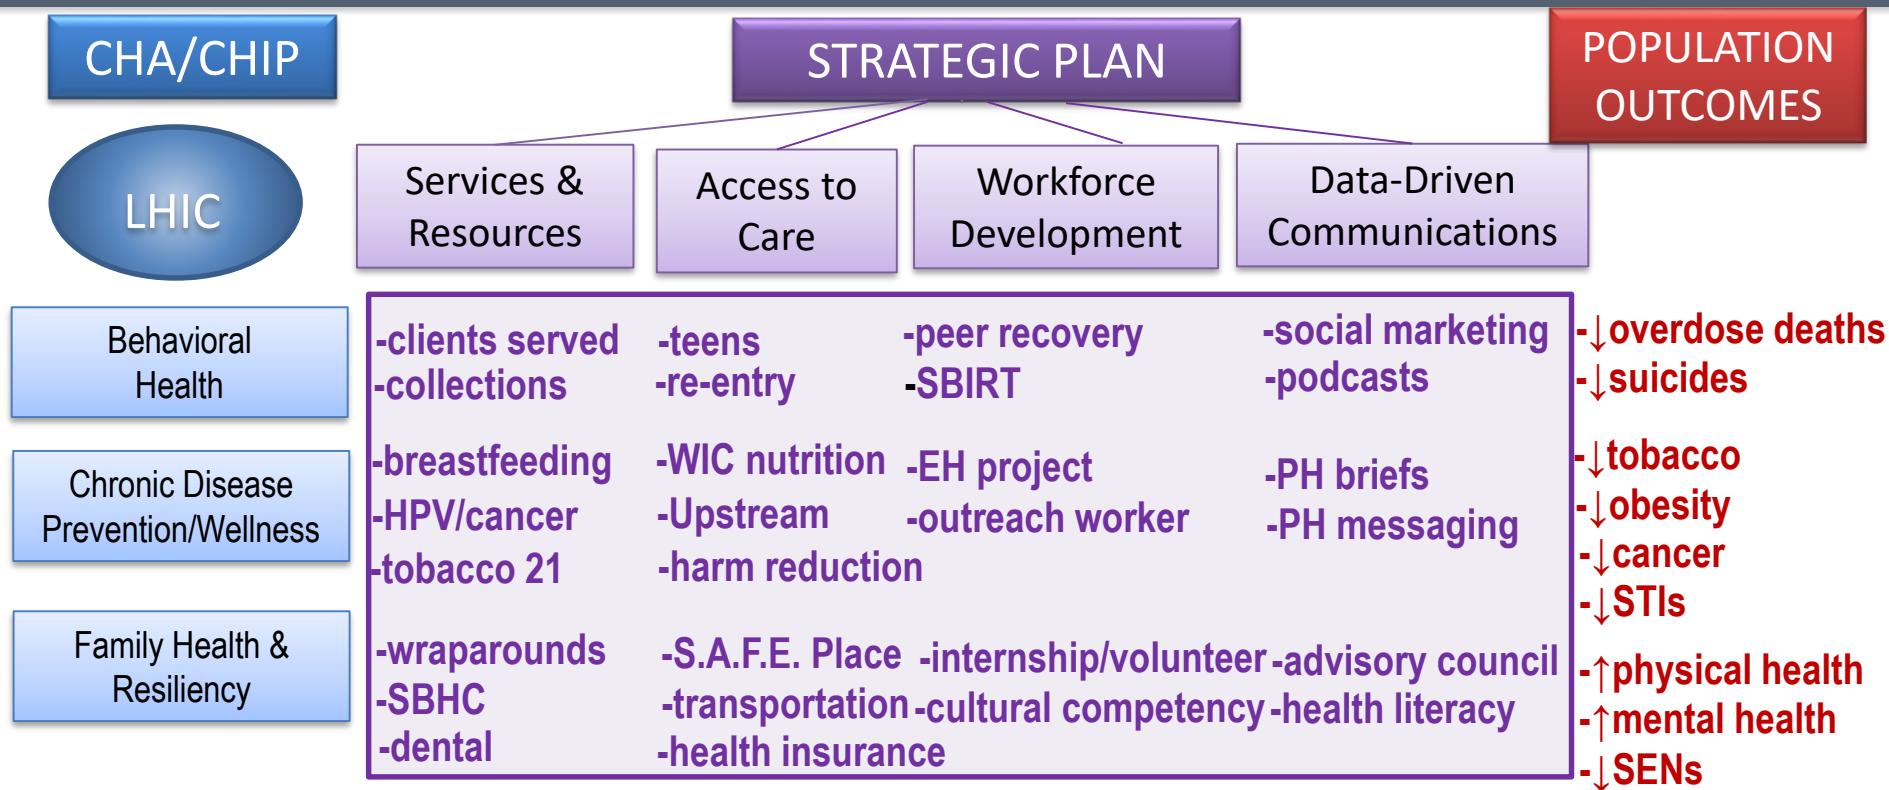 CHA/CHIP
STRATEGIC PLAN
POPULATION
OUTCOMES
LHIC
Services &
Resources
Access to
Care
Workforce
Development
Data-Driven
Communications
Behavioral
Health
-clients served
-collections
-teens
-re-entry
-peer recovery
-SBIRT
-social marketing
-podcasts
-↓overdose deaths
-↓suicides
Chronic Disease
Prevention/Wellness
-breastfeeding
-HPV/cancer
-tobacco 21
-WIC nutrition
-Upstream
-harm reduction
-EH project
-outreach worker
-PH briefs
-PH messaging
-↓tobacco
-↓obesity
-↓cancer
-↓STIs
Family Health &
Resiliency
-wraparounds
-SBHC
-dental
-S.A.F.E. Place
-transportation
-health insurance
-internship/volunteer
-cultural competency
-advisory council
-health literacy
-↑physical health
-↑mental health
-↓SENs